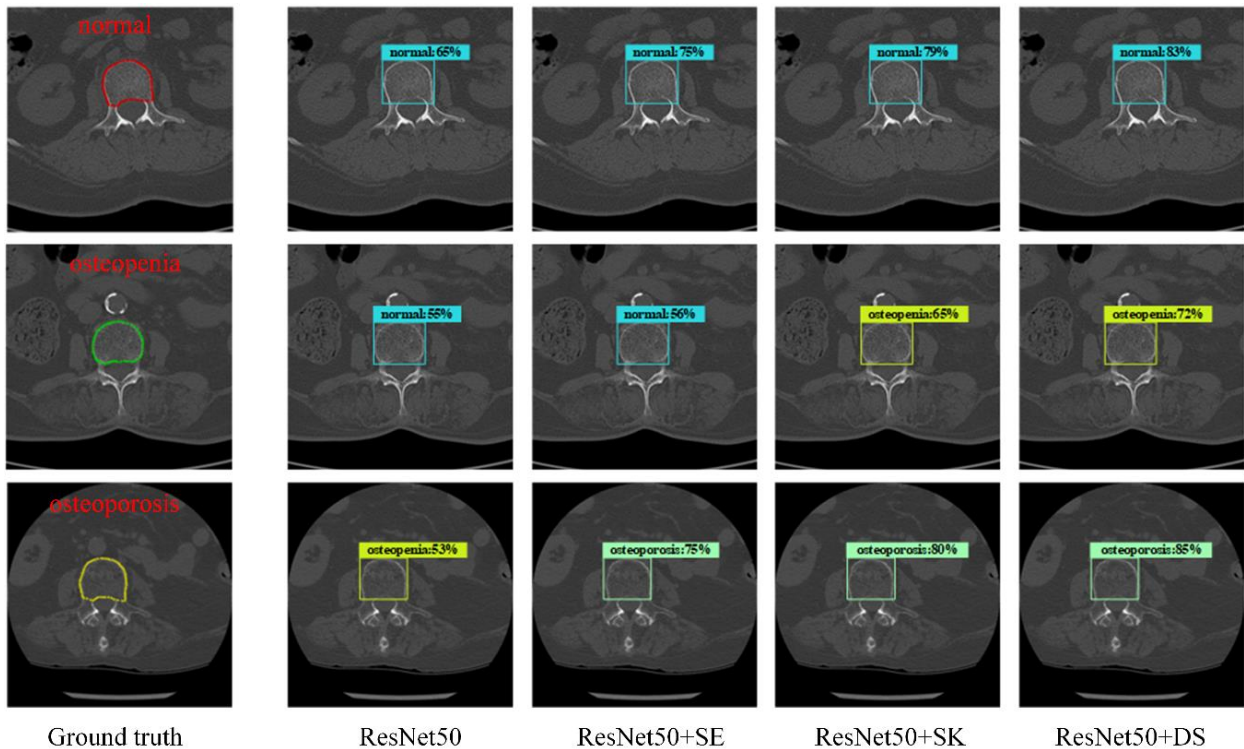 normal
normal:65%
normal:75%
normal:79%
normal:83%
osteopenia
normal:55%
normal:56%
osteopenia:65%
osteopenia:72%
osteoporosis
osteopenia:53%
osteoporosis:75%
osteoporosis:80%
osteoporosis:85%
Ground truth
ResNet50
ResNet50+SE
ResNet50+SK
ResNet50+DS